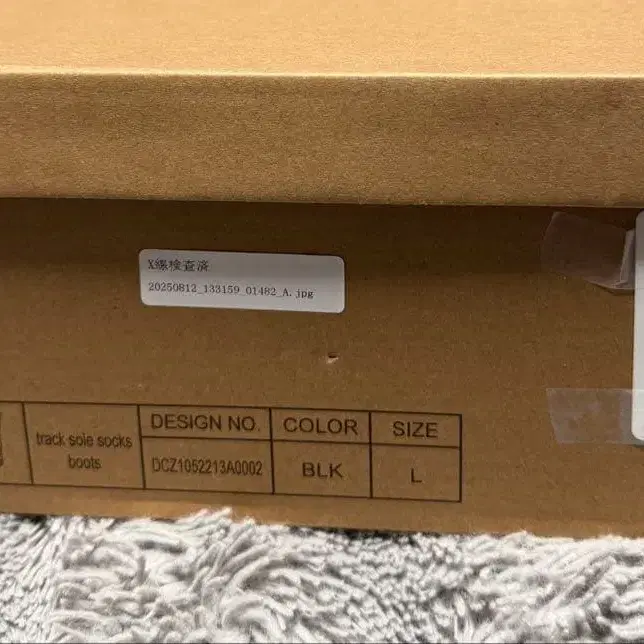 X線検査済
20250812_133159_01482_A.jpg
track sole socks
boots
DESIGN NO.
COLOR
SIZE
DCZ1052213A0002
BLK
L